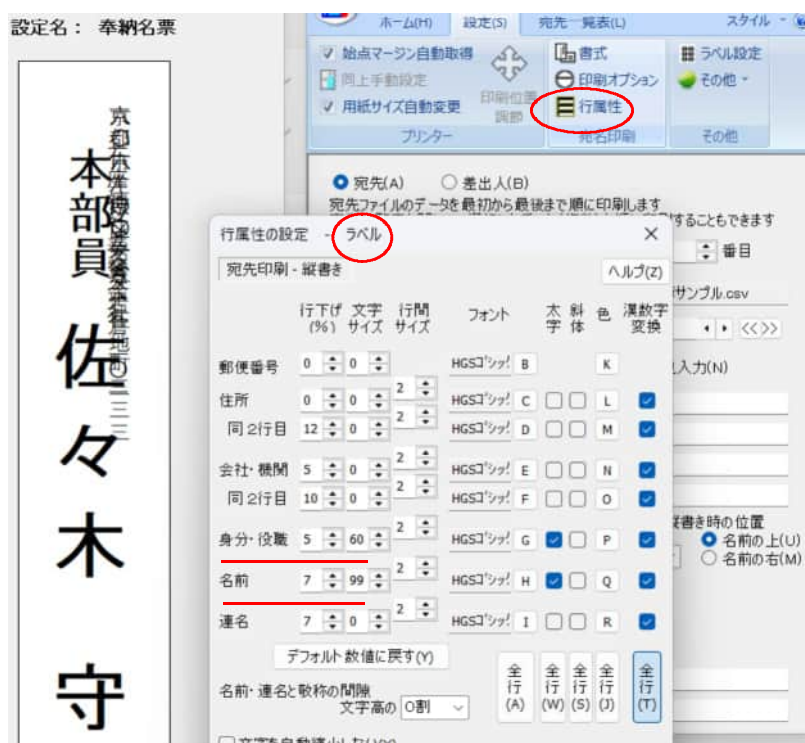 設定名： 奉納名票
本部員 佐々木 守
ホーム(H) 設定(S) 宛先一覧表(L) スタイル
始点マージン自動取得
同上手動設定
用紙サイズ自動変更
印刷位置
調節
プリンター
書式
印刷オプション
行属性
宛名印刷
ラベル設定
その他
その他
宛先(A) 差出人(B)
宛先ファイルのデータを最初から最後まで順に印刷します
することもできます
番目
サンプル.csv
<<>>
入力(N)
縦書き時の位置
名前の上(U)
名前の右(M)
行属性の設定 - ラベル
宛先印刷 - 縦書き
ヘルプ(Z)
行下げ(%) 文字サイズ 行間サイズ フォント 太字 斜体 色 漢数字変換
郵便番号 0 0 HGSゴシック B K
2
住所 0 0 HGSゴシック C L
2
同2行目 12 0 HGSゴシック D M
2
会社・機関 5 0 HGSゴシック E N
2
同2行目 10 0 HGSゴシック F O
2
身分・役職 5 60 HGSゴシック G P
2
名前 7 99 HGSゴシック H Q
2
連名 7 0 HGSゴシック I R
デフォルト数値に戻す(Y)
名前・連名と敬称の間隙
文字高の 0割
全行(A) 全行(W) 全行(S) 全行(J) 全行(T)